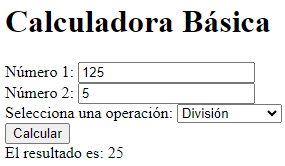 Calculadora Básica
Número 1: 125
Número 2: 5
Selecciona una operación: División
Calcular
El resultado es: 25